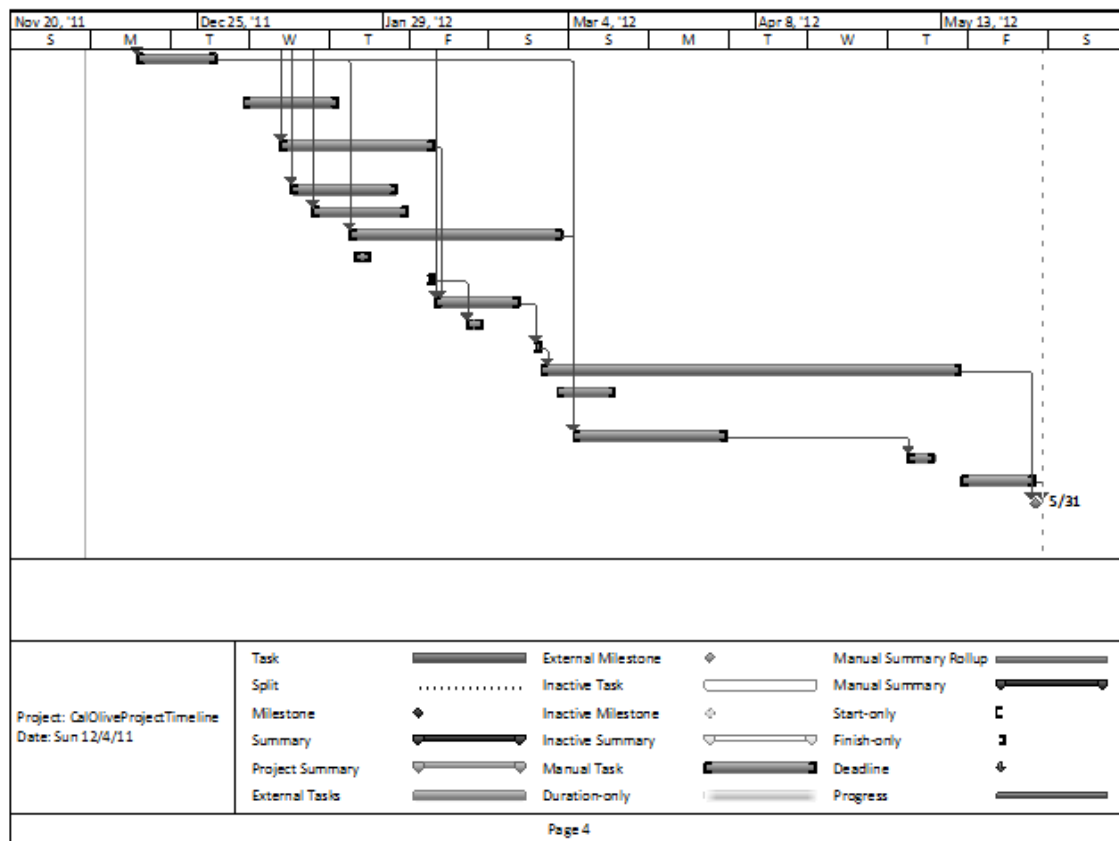 Nov 20, '11 Dec 25, '11 Jan 29, '12 Mar 4, '12 Apr 8, '12 May 13, '12
S M T W T F S S M T W T F S
5/31
Task External Milestone Manual Summary Rollup
Split Inactive Task Manual Summary
Milestone Inactive Milestone Start-only
Project: CalOliveProjectTimeline
Date: Sun 12/4/11
Summary Inactive Summary Finish-only
Project Summary Manual Task Deadline
External Tasks Duration-only Progress
Page 4